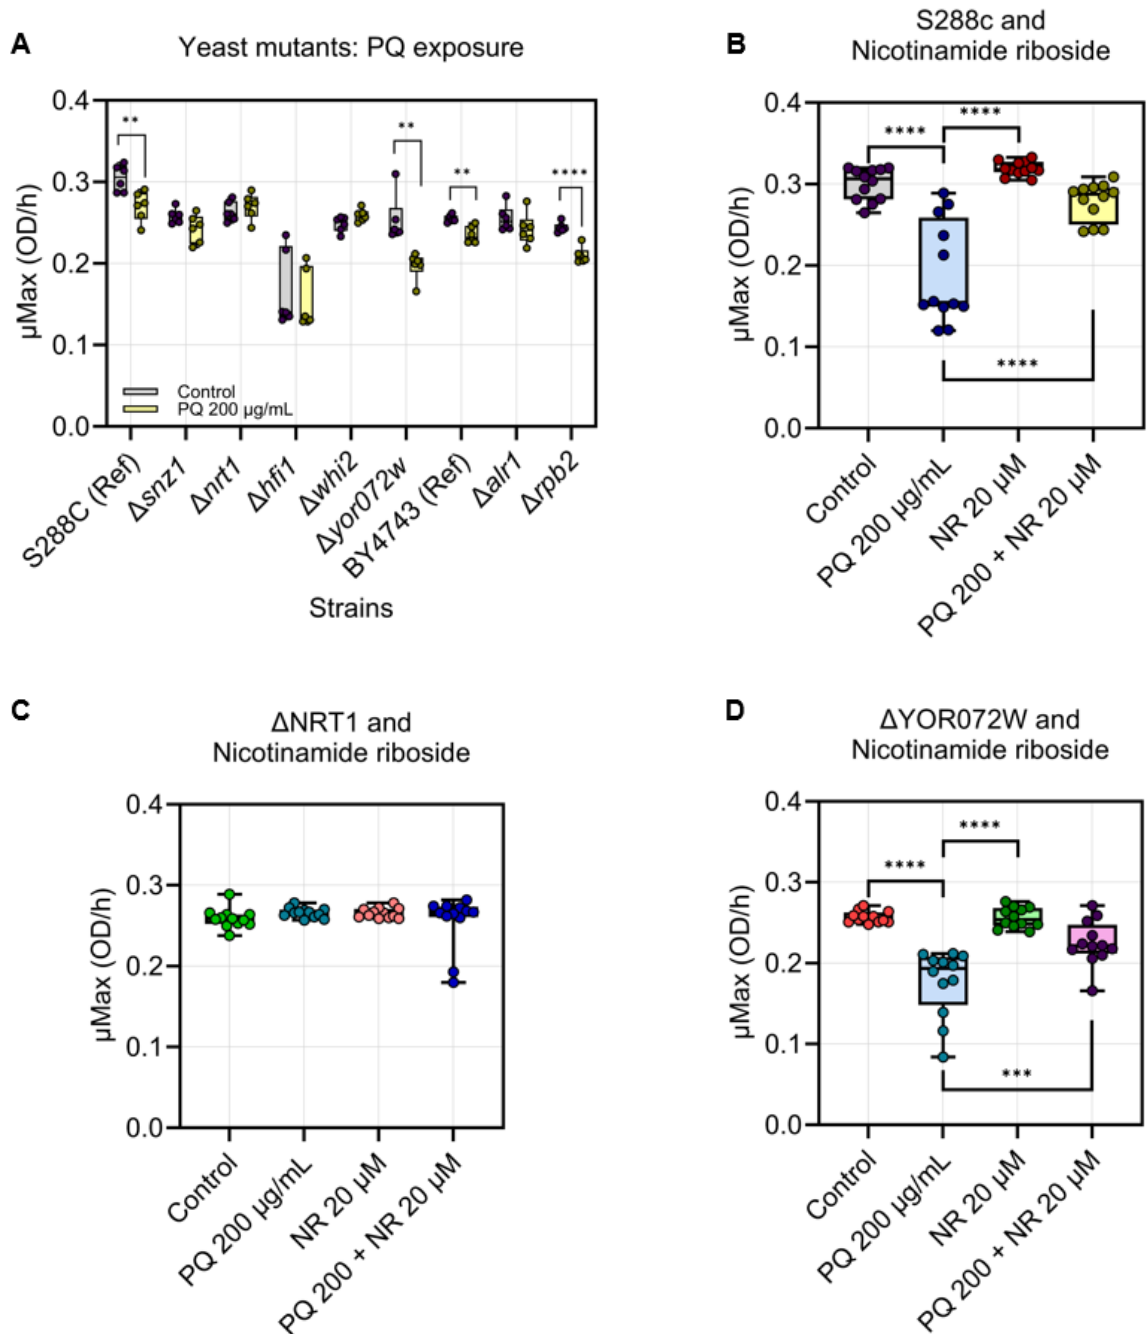 A
Yeast mutants: PQ exposure
µMax (OD/h)
0.4
0.3
0.2
0.1
0.0
**
**
**
****
Control
PQ 200 µg/mL
S288C (Ref)
Δsnz1
Δnrt1
Δhfi1
Δwhi2
Δyor072w
BY4743 (Ref)
Δalr1
Δrpb2
Strains
B
S288c and
Nicotinamide riboside
µMax (OD/h)
0.4
0.3
0.2
0.1
0.0
****
****
****
Control
PQ 200 µg/mL
NR 20 µM
PQ 200 + NR 20 µM
C
ΔNRT1 and
Nicotinamide riboside
µMax (OD/h)
0.4
0.3
0.2
0.1
0.0
Control
PQ 200 µg/mL
NR 20 µM
PQ 200 + NR 20 µM
D
ΔYOR072W and
Nicotinamide riboside
µMax (OD/h)
0.4
0.3
0.2
0.1
0.0
****
****
***
Control
PQ 200 µg/mL
NR 20 µM
PQ 200 + NR 20 µM